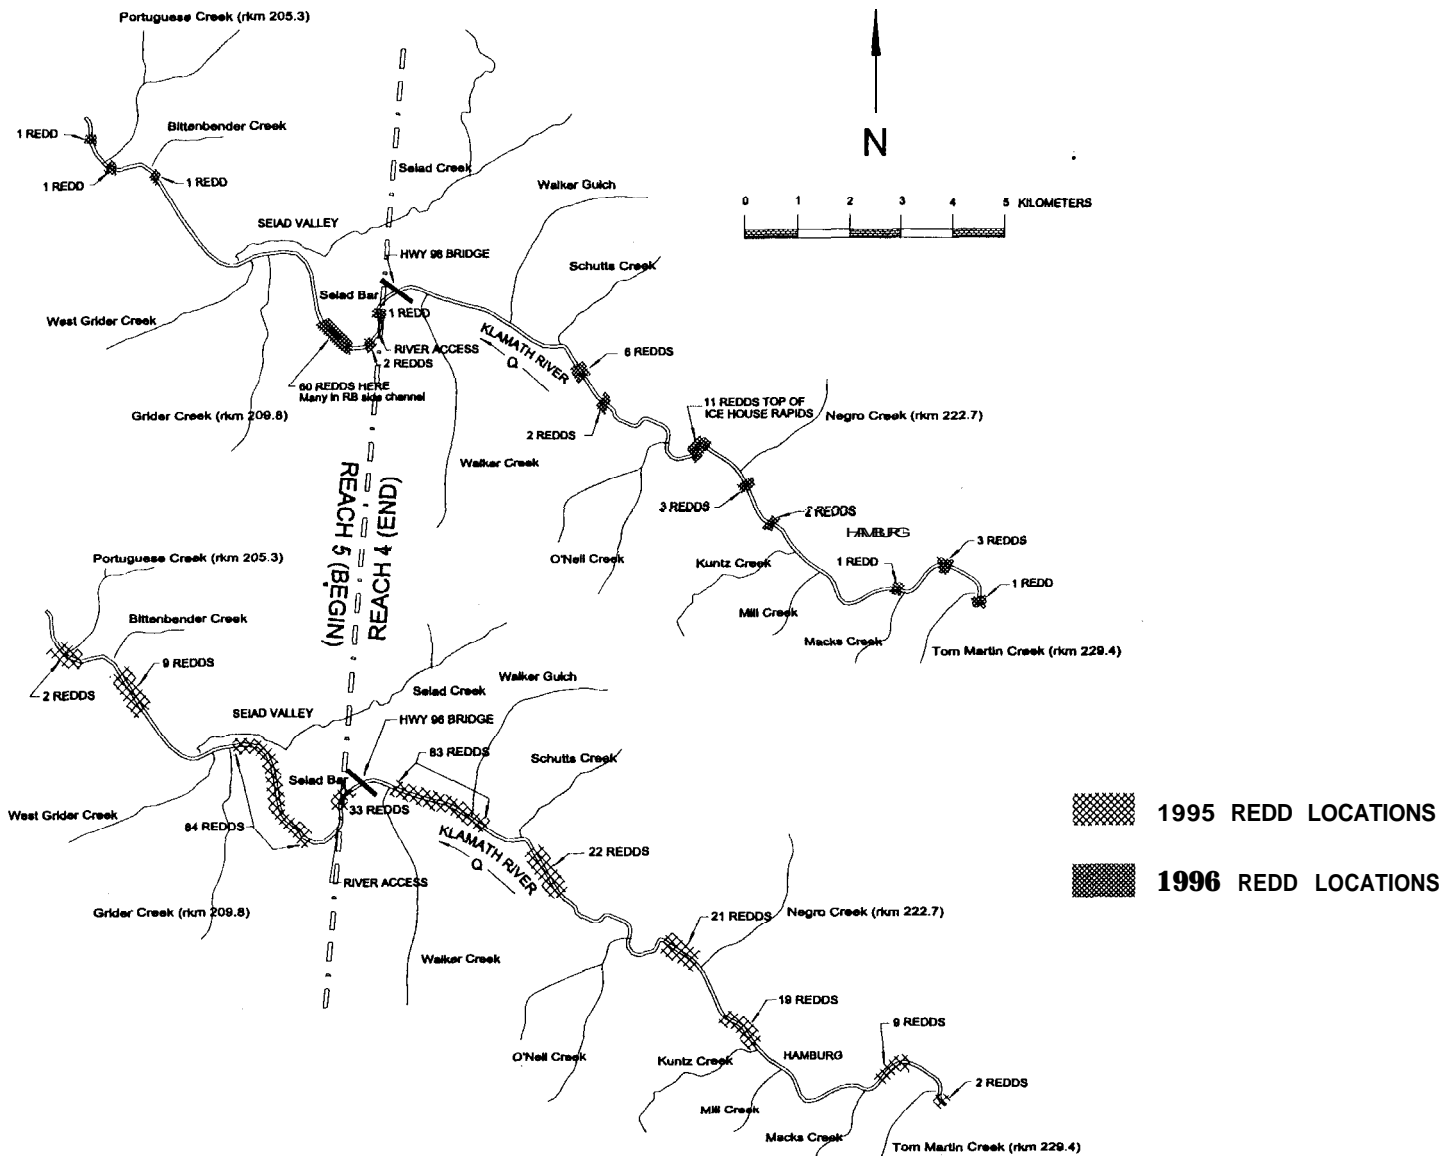 Portuguese Creek (rkm 205.3)
1 REDD
Bittenbender Creek
1 REDD
1 REDD
Seiad Creek
Walker Gulch
N
0 1 2 3 4 5 KILOMETERS
SEIAD VALLEY
HWY 96 BRIDGE
Schutts Creek
Seiad Bar
1 REDD
West Grider Creek
RIVER ACCESS
2 REDDS
KLAMATH RIVER
Q
6 REDDS
60 REDDS HERE
Many in RB side channel
Grider Creek (rkm 209.8)
2 REDDS
11 REDDS TOP OF
ICE HOUSE RAPIDS
Negro Creek (rkm 222.7)
Walker Creek
3 REDDS
2 REDDS
HAMBURG
O'Neil Creek
Kuntz Creek
1 REDD
3 REDDS
1 REDD
Mill Creek
Macks Creek
Tom Martin Creek (rkm 229.4)
REACH 5 (BEGIN)
REACH 4 (END)
Portuguese Creek (rkm 205.3)
Bittenbender Creek
9 REDDS
2 REDDS
Seiad Creek
Walker Gulch
SEIAD VALLEY
HWY 96 BRIDGE
83 REDDS
Schutts Creek
Seiad Bar
33 REDDS
West Grider Creek
84 REDDS
KLAMATH RIVER
Q
22 REDDS
RIVER ACCESS
Grider Creek (rkm 209.8)
21 REDDS
Negro Creek (rkm 222.7)
Walker Creek
19 REDDS
9 REDDS
O'Neil Creek
Kuntz Creek
HAMBURG
2 REDDS
Mill Creek
Macks Creek
Tom Martin Creek (rkm 229.4)
1995 REDD LOCATIONS
1996 REDD LOCATIONS